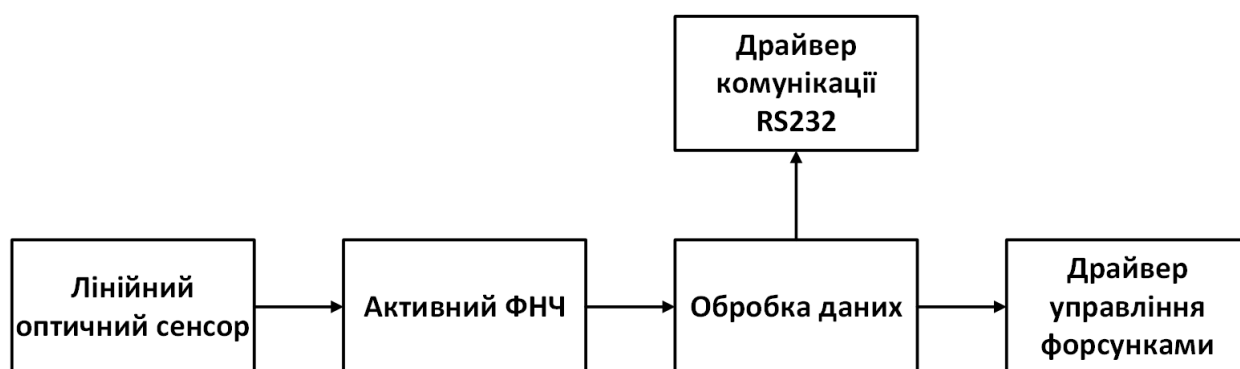 Драйвер
комунікації
RS232
Лінійний
оптичний сенсор
Активний ФНЧ
Обробка даних
Драйвер
управління
форсунками